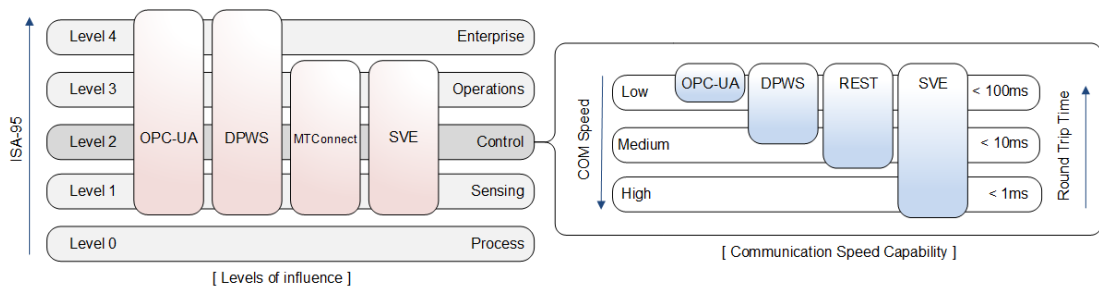 ISA-95
Level 4
Enterprise
Level 3
Operations
Level 2
OPC-UA
DPWS
MTConnect
SVE
Control
Level 1
Sensing
Level 0
Process
[ Levels of influence ]
COM Speed
OPC-UA
DPWS
REST
SVE
Low
< 100ms
Medium
< 10ms
High
< 1ms
Round Trip Time
[ Communication Speed Capability ]